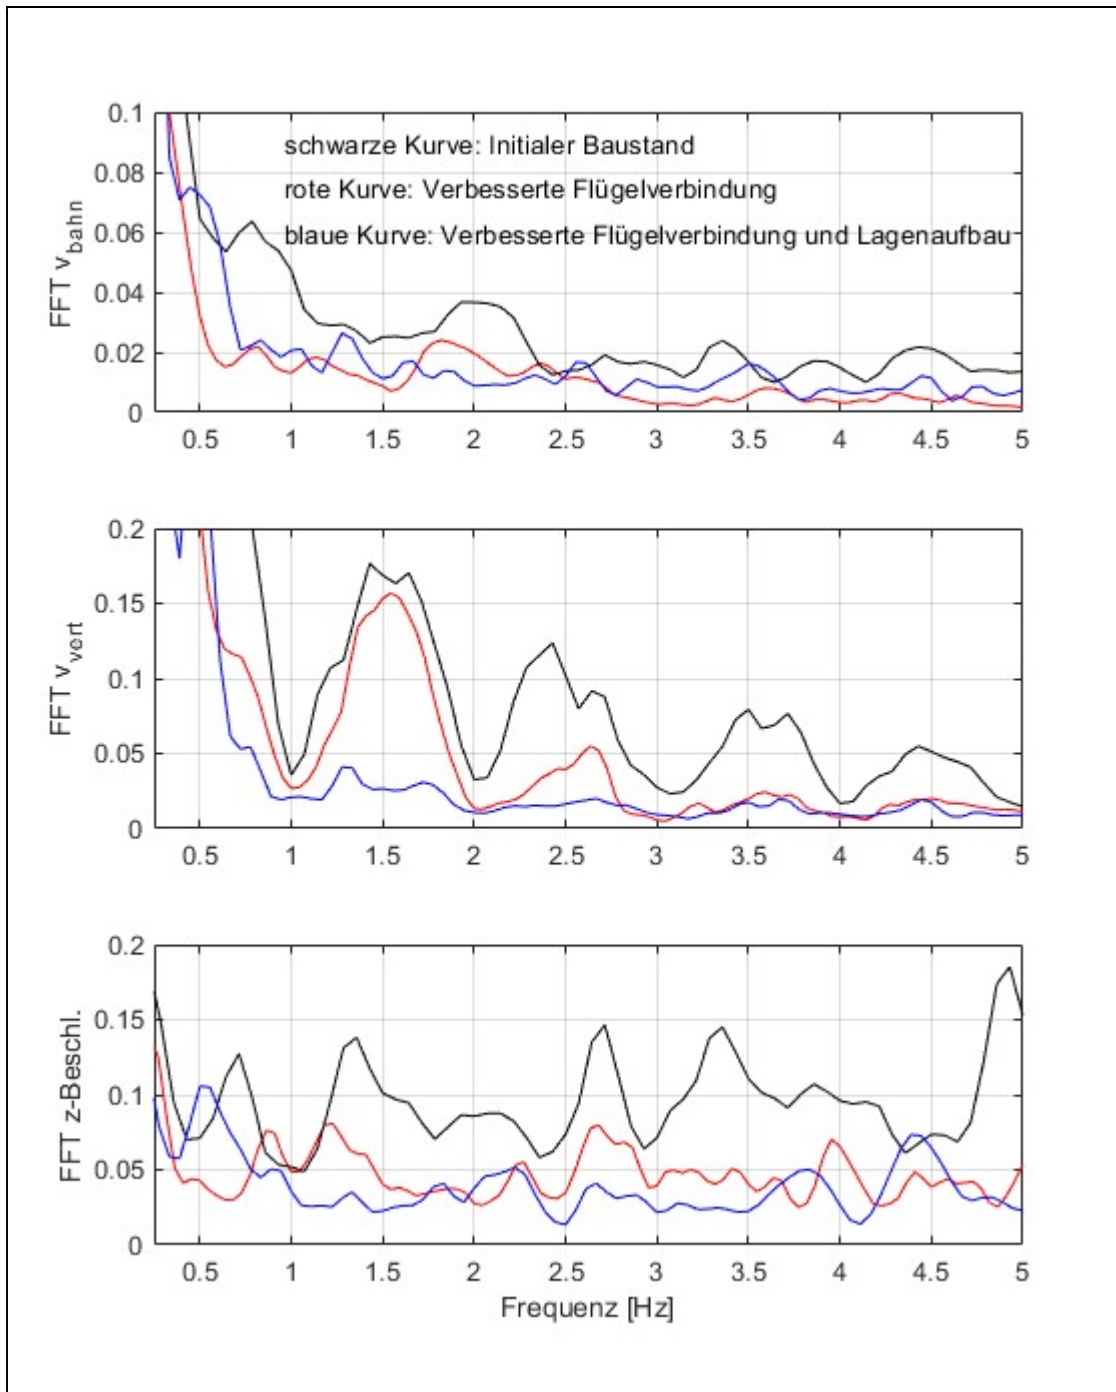 schwarze Kurve: Initialer Baustand
rote Kurve: Verbesserte Flügelverbindung
blaue Kurve: Verbesserte Flügelverbindung und Lagenaufbau
FFT v_bahn
0.1
0.08
0.06
0.04
0.02
0
0.5 1 1.5 2 2.5 3 3.5 4 4.5 5
FFT v_vert
0.2
0.15
0.1
0.05
0
0.5 1 1.5 2 2.5 3 3.5 4 4.5 5
FFT z-Beschl.
0.2
0.15
0.1
0.05
0
0.5 1 1.5 2 2.5 3 3.5 4 4.5 5
Frequenz [Hz]